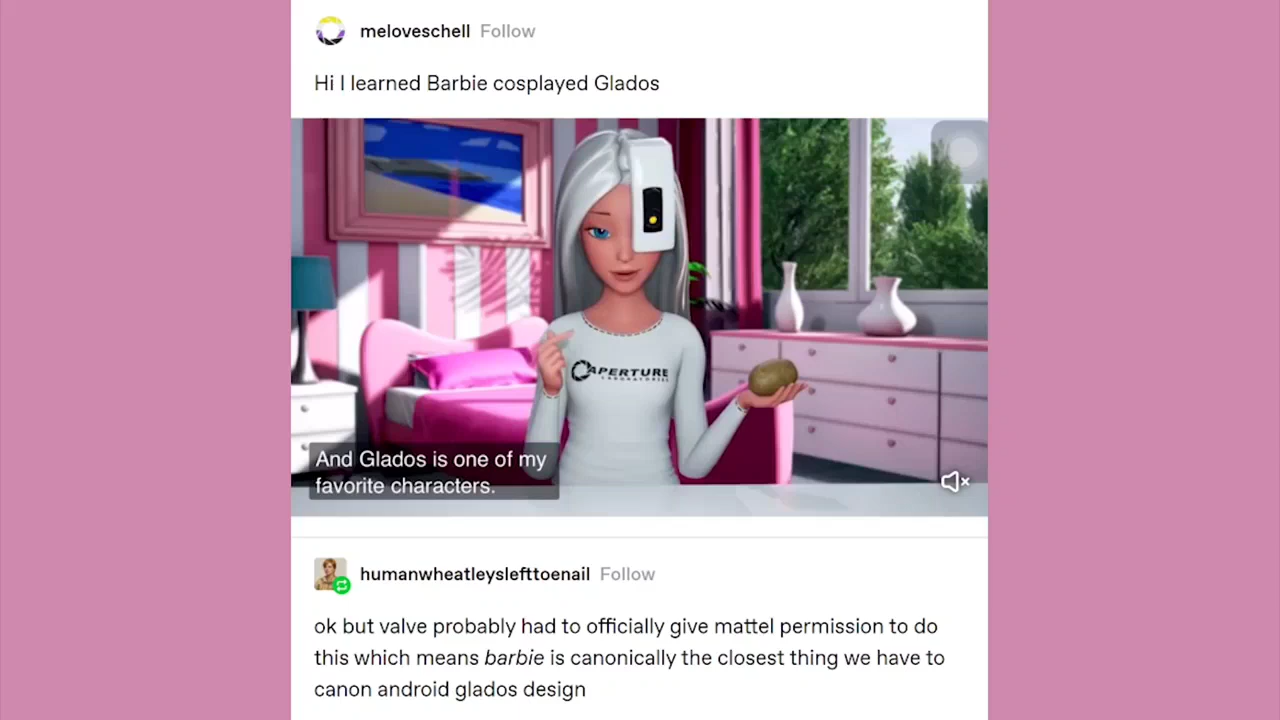 meloveschell Follow
Hi I learned Barbie cosplayed Glados
APERTURE
LABORATORIES
And Glados is one of my
favorite characters.
humanwheatleyslefttoenail Follow
ok but valve probably had to officially give mattel permission to do
this which means barbie is canonically the closest thing we have to
canon android glados design